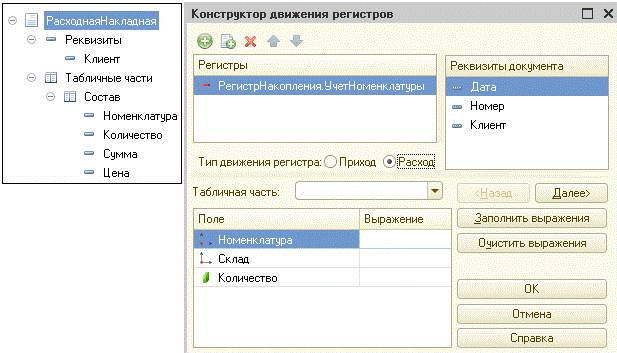 РасходнаяНакладная
Реквизиты
Клиент
Табличные части
Состав
Номенклатура
Количество
Сумма
Цена
Конструктор движения регистров
Регистры
РегистрНакопления.УчетНоменклатуры
Реквизиты документа
Дата
Номер
Клиент
Тип движения регистра: Приход Расход
Табличная часть:
<Назад Далее>
Поле Выражение
Номенклатура
Склад
Количество
Заполнить выражения
Очистить выражения
OK
Отмена
Справка